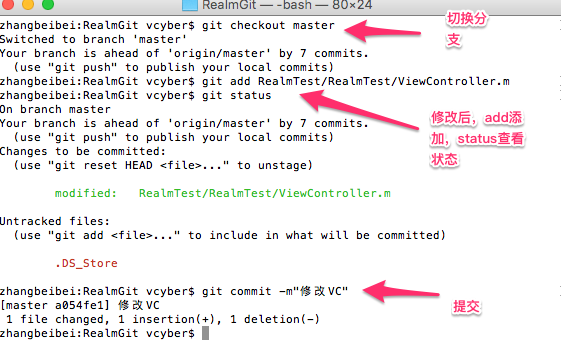 RealmGit — -bash — 80×24
zhangbeibei:RealmGit vcyber$ git checkout master
切换分
支
Switched to branch 'master'
Your branch is ahead of 'origin/master' by 7 commits.
  (use "git push" to publish your local commits)
zhangbeibei:RealmGit vcyber$ git add RealmTest/RealmTest/ViewController.m
zhangbeibei:RealmGit vcyber$ git status
On branch master
Your branch is ahead of 'origin/master' by 7 commits.
  (use "git push" to publish your local commits)
修改后，add添
加，status查看
状态
Changes to be committed:
  (use "git reset HEAD <file>..." to unstage)
modified:   RealmTest/RealmTest/ViewController.m
Untracked files:
  (use "git add <file>..." to include in what will be committed)
.DS_Store
zhangbeibei:RealmGit vcyber$ git commit -m"修改VC"
提交
[master a054fe1] 修改VC
 1 file changed, 1 insertion(+), 1 deletion(-)
zhangbeibei:RealmGit vcyber$